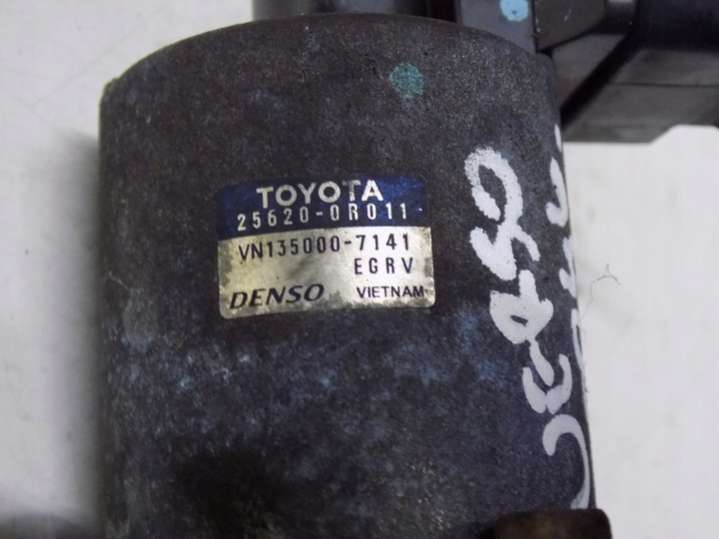 TOYOTA
25620-0R011
VN135000-7141
EGRV
DENSO VIETNAM